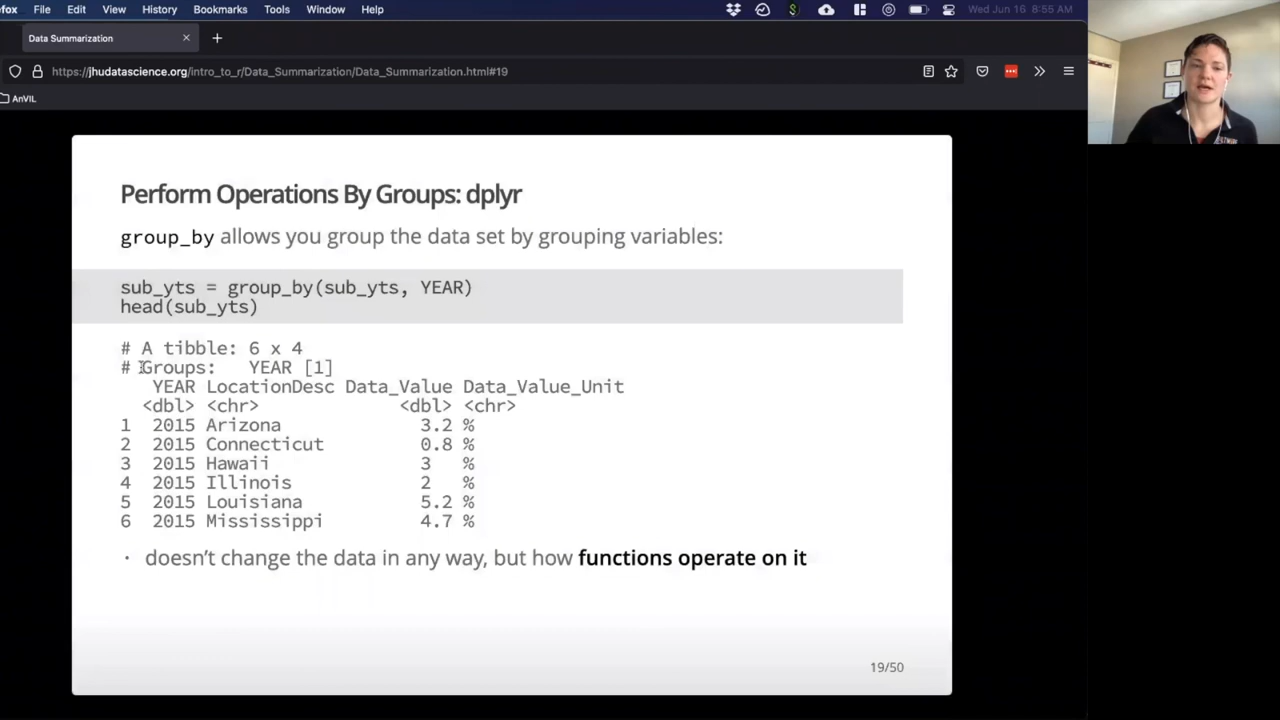 efox File Edit View History Bookmarks Tools Window Help Wed Jun 16 8:55 AM
Data Summarization
https://jhudatascience.org/intro_to_r/Data_Summarization/Data_Summarization.html#19
AnVIL
Perform Operations By Groups: dplyr
group_by allows you group the data set by grouping variables:
sub_yts = group_by(sub_yts, YEAR)
head(sub_yts)
# A tibble: 6 x 4
# Groups:   YEAR [1]
YEAR LocationDesc Data_Value Data_Value_Unit
<dbl> <chr> <dbl> <chr>
1 2015 Arizona 3.2 %
2 2015 Connecticut 0.8 %
3 2015 Hawaii 3 %
4 2015 Illinois 2 %
5 2015 Louisiana 5.2 %
6 2015 Mississippi 4.7 %
· doesn't change the data in any way, but how functions operate on it
19/50